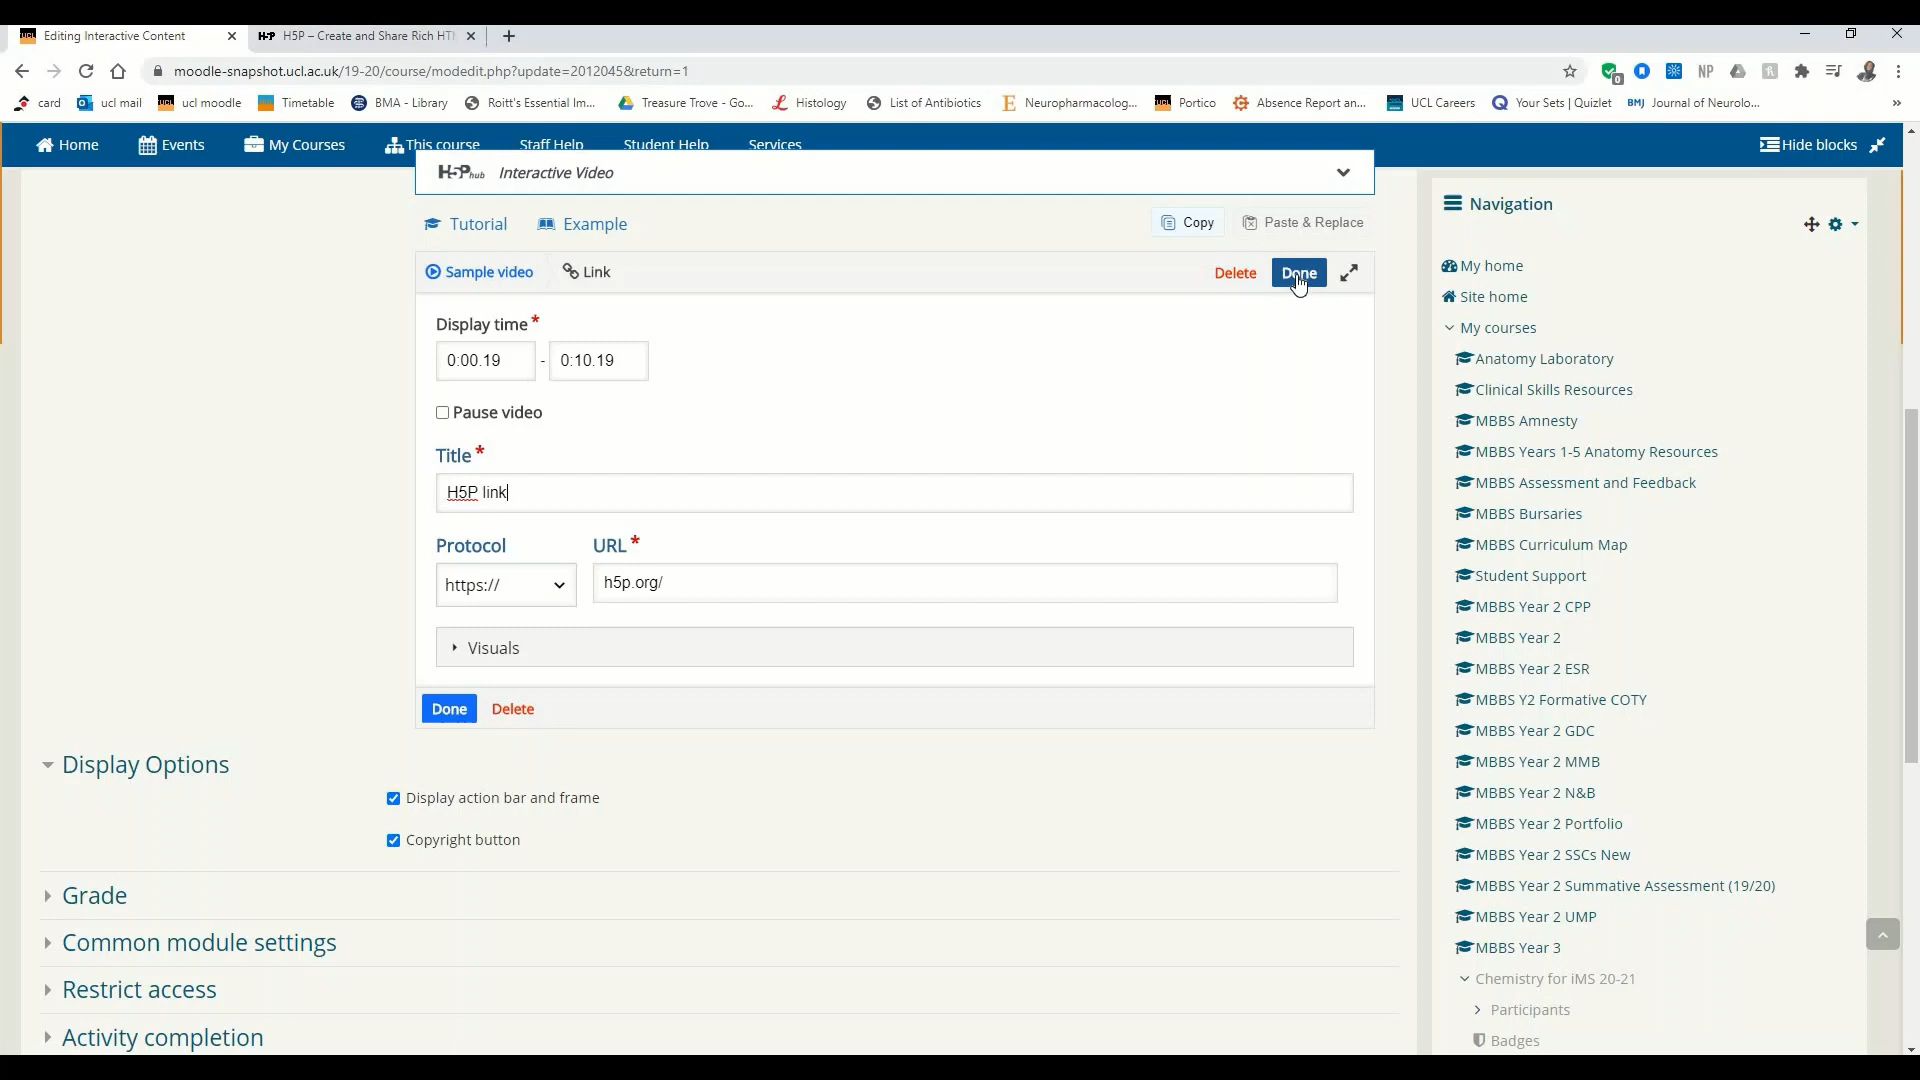 Editing Interactive Content
H5P – Create and Share Rich HT
moodle-snapshot.ucl.ac.uk/19-20/course/modedit.php?update=2012045&return=1
0
NP
card
ucl mail
ucl moodle
Timetable
BMA - Library
Roitt's Essential Im...
Treasure Trove - Go...
Histology
List of Antibiotics
Neuropharmacolog...
Portico
Absence Report an...
UCL Careers
Your Sets | Quizlet
BMJ
Journal of Neurolo...
Home
Events
My Courses
This course
Staff Help
Student Help
Services
Hide blocks
H5P hub Interactive Video
Tutorial
Example
Copy
Paste & Replace
Sample video
Link
Delete
Done
Display time *
0:00.19 - 0:10.19
Pause video
Title *
H5P link
Protocol
URL *
https://
h5p.org/
Visuals
Done
Delete
Display Options
Display action bar and frame
Copyright button
Grade
Common module settings
Restrict access
Activity completion
Navigation
My home
Site home
My courses
Anatomy Laboratory
Clinical Skills Resources
MBBS Amnesty
MBBS Years 1-5 Anatomy Resources
MBBS Assessment and Feedback
MBBS Bursaries
MBBS Curriculum Map
Student Support
MBBS Year 2 CPP
MBBS Year 2
MBBS Year 2 ESR
MBBS Y2 Formative COTY
MBBS Year 2 GDC
MBBS Year 2 MMB
MBBS Year 2 N&B
MBBS Year 2 Portfolio
MBBS Year 2 SSCs New
MBBS Year 2 Summative Assessment (19/20)
MBBS Year 2 UMP
MBBS Year 3
Chemistry for iMS 20-21
Participants
Badges